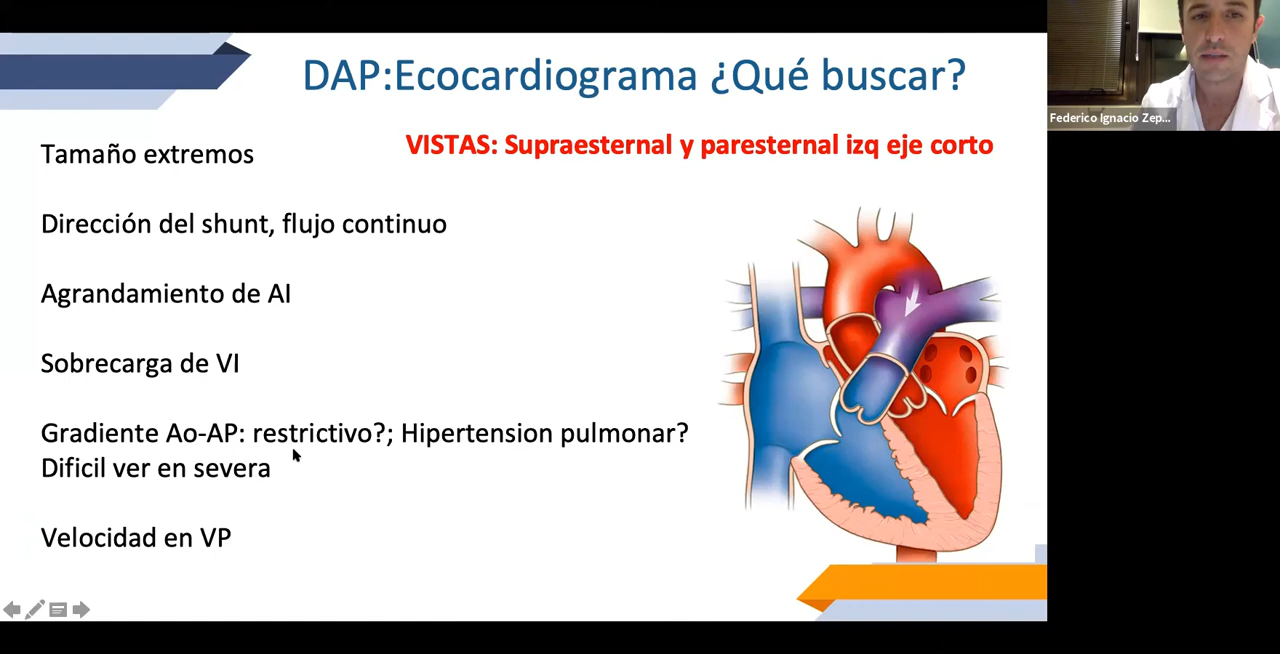 DAP:Ecocardiograma ¿Qué buscar?
VISTAS: Supraesternal y paresternal izq eje corto
Tamaño extremos
Dirección del shunt, flujo continuo
Agrandamiento de AI
Sobrecarga de VI
Gradiente Ao-AP: restrictivo?; Hipertension pulmonar?
Dificil ver en severa
Velocidad en VP
Federico Ignacio Zep...